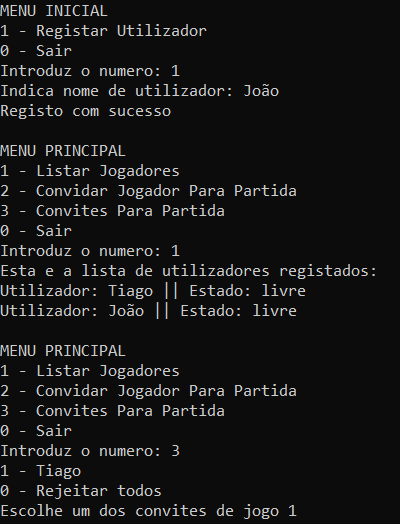 MENU INICIAL
1 - Registar Utilizador
0 - Sair
Introduz o numero: 1
Indica nome de utilizador: João
Registo com sucesso

MENU PRINCIPAL
1 - Listar Jogadores
2 - Convidar Jogador Para Partida
3 - Convites Para Partida
0 - Sair
Introduz o numero: 1
Esta e a lista de utilizadores registados:
Utilizador: Tiago || Estado: livre
Utilizador: João || Estado: livre

MENU PRINCIPAL
1 - Listar Jogadores
2 - Convidar Jogador Para Partida
3 - Convites Para Partida
0 - Sair
Introduz o numero: 3
1 - Tiago
0 - Rejeitar todos
Escolhe um dos convites de jogo 1